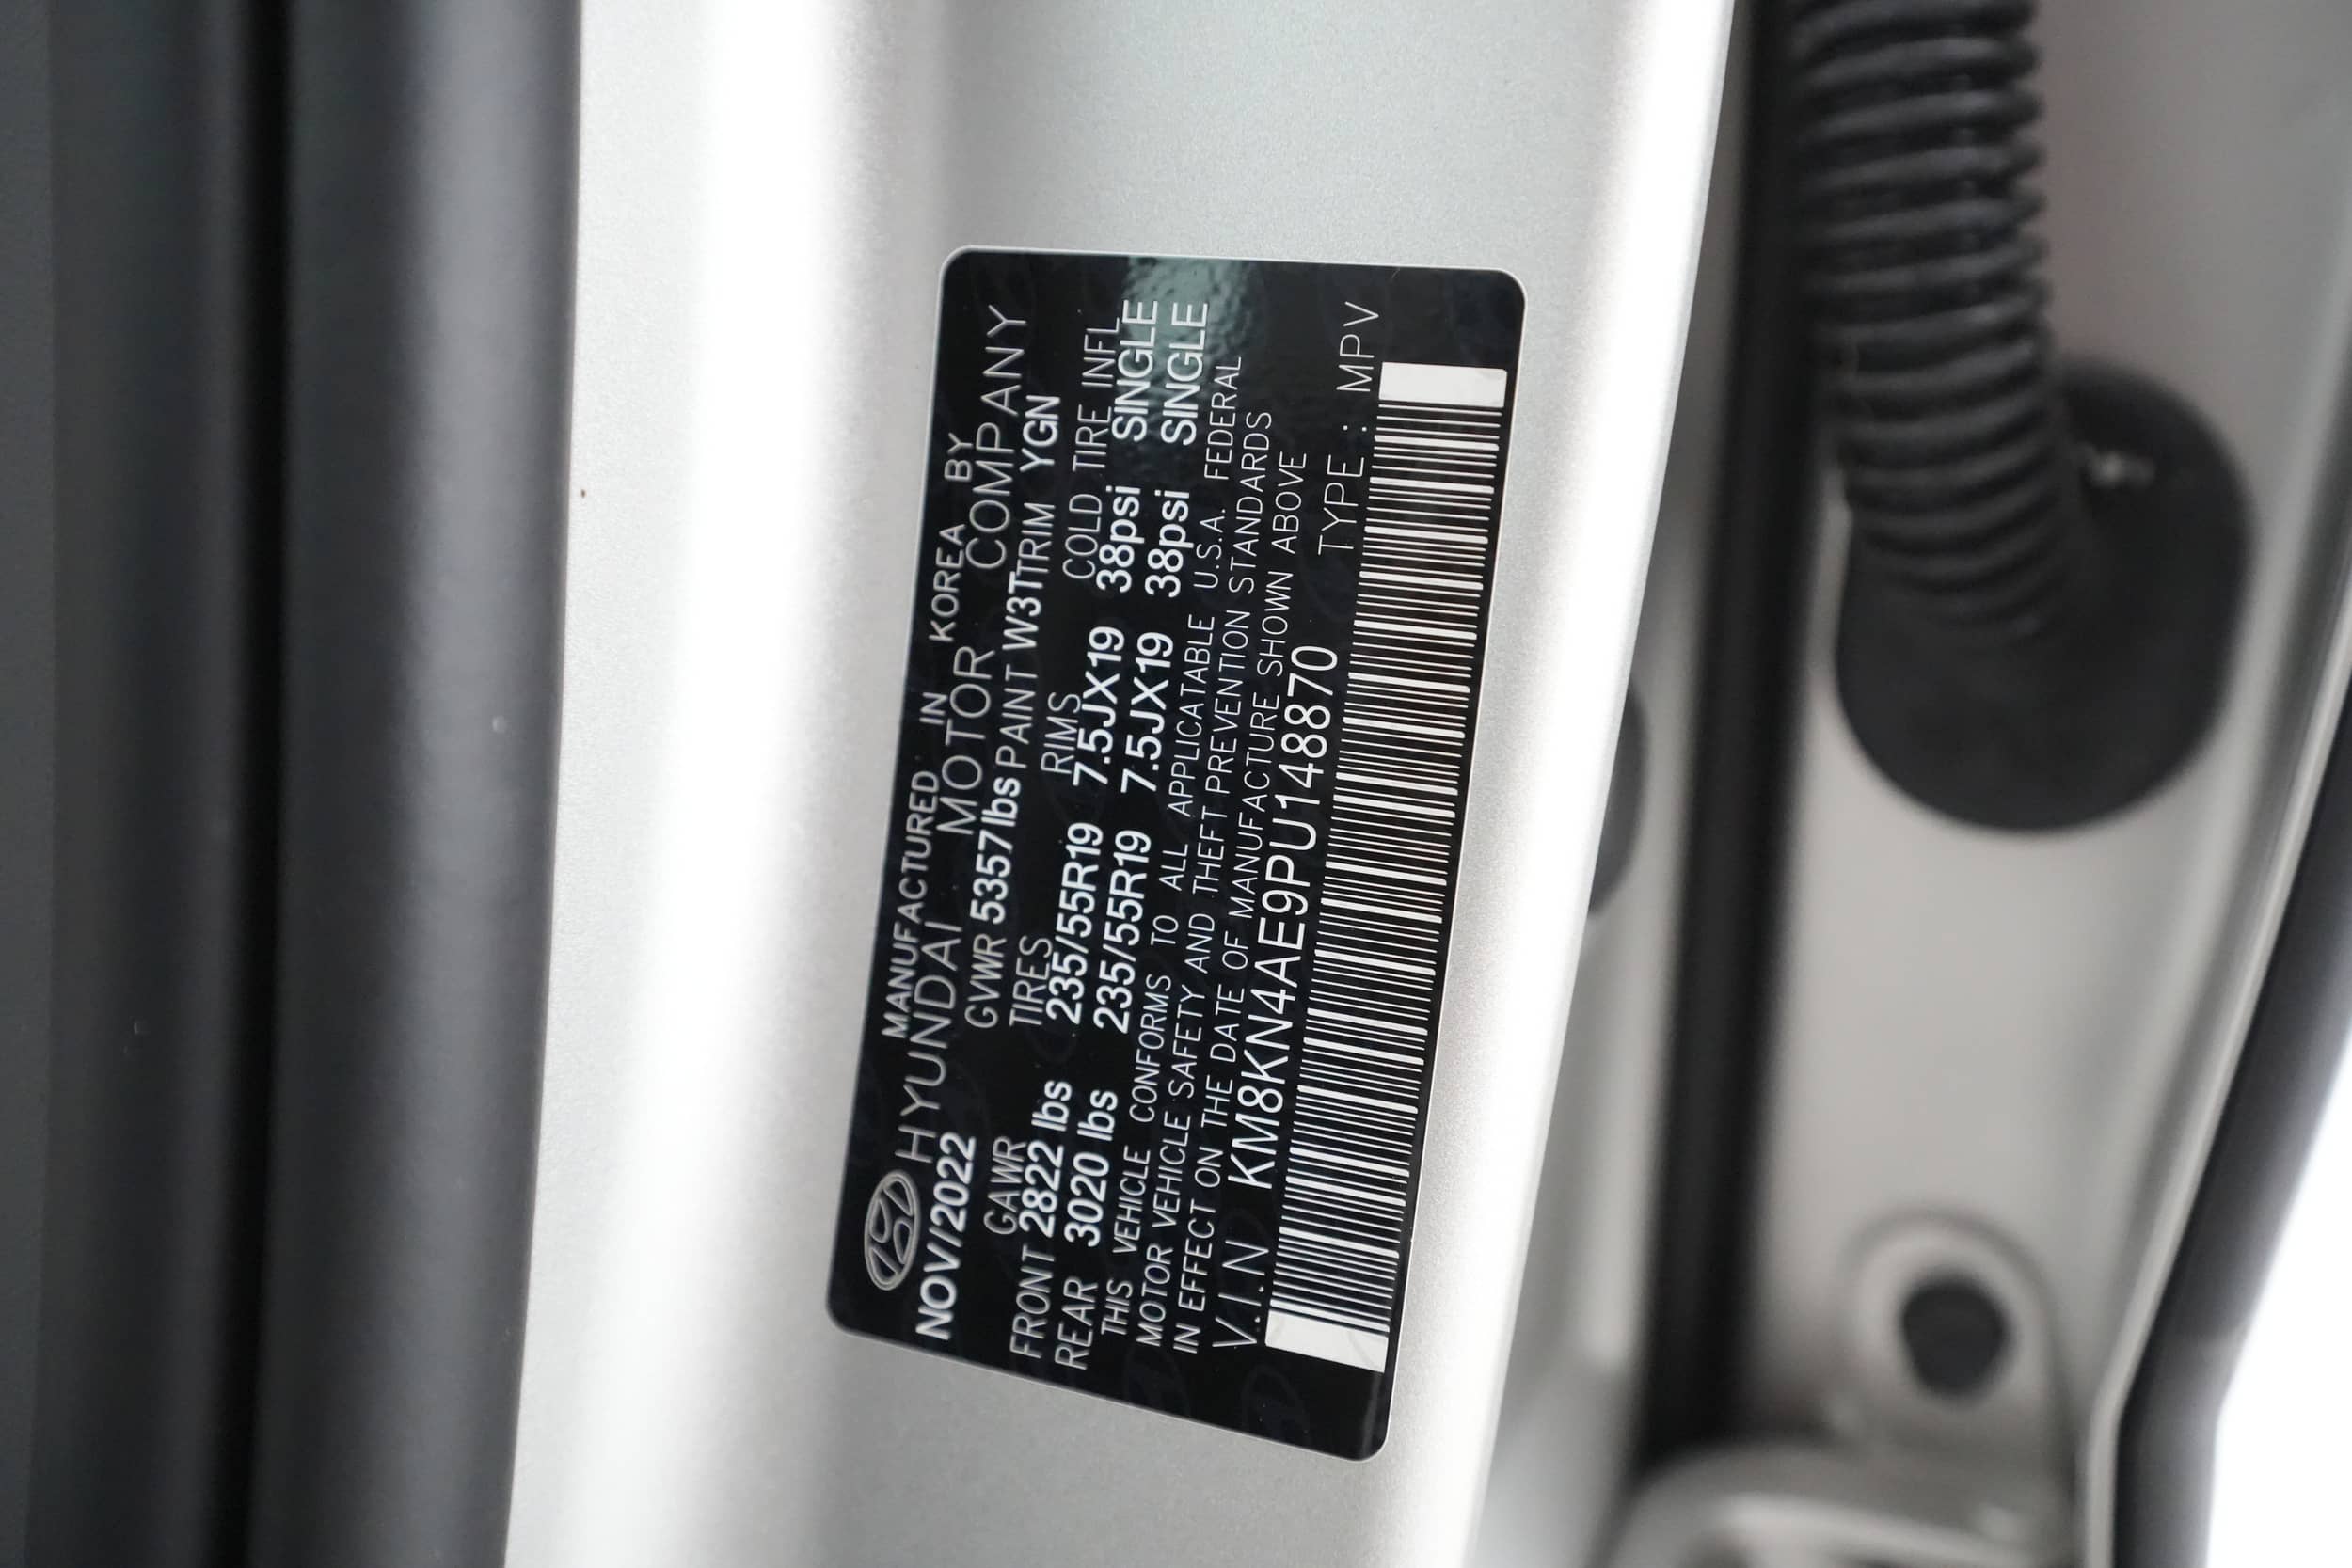 MANUFACTURED IN KOREA BY
HYUNDAI MOTOR COMPANY
NOV/2022 GVWR 5357lbs PAINT W3T TRIM YGN
GAWR TIRES RIMS COLD TIRE INFL
FRONT 2822 lbs 235/55R19 7.5JX19 38psi SINGLE
REAR 3020 lbs 235/55R19 7.5JX19 38psi SINGLE
THIS VEHICLE CONFORMS TO ALL APPLICATABLE U.S.A. FEDERAL
MOTOR VEHICLE SAFETY AND THEFT PREVENTION STANDARDS
IN EFFECT ON THE DATE OF MANUFACTURE SHOWN ABOVE
V.I.N KM8KN4AE9PU148870 TYPE : MPV